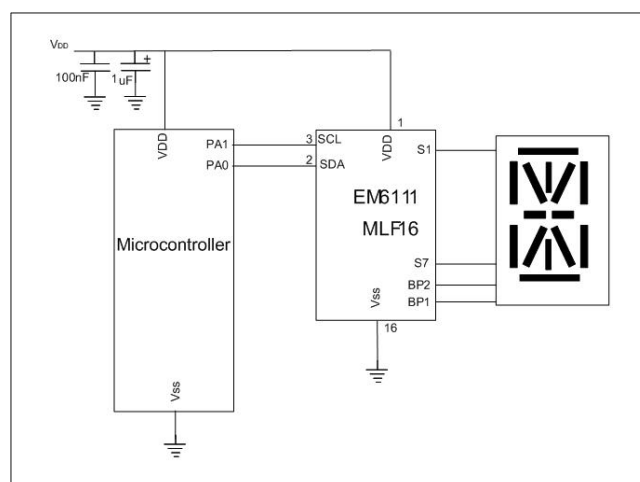 VDD
100nF
1uF
+
1
VDD
PA1
3
SCL
VDD
S1
PA0
2
SDA
EM6111
Microcontroller
MLF16
S7
BP2
BP1
Vss
16
Vss